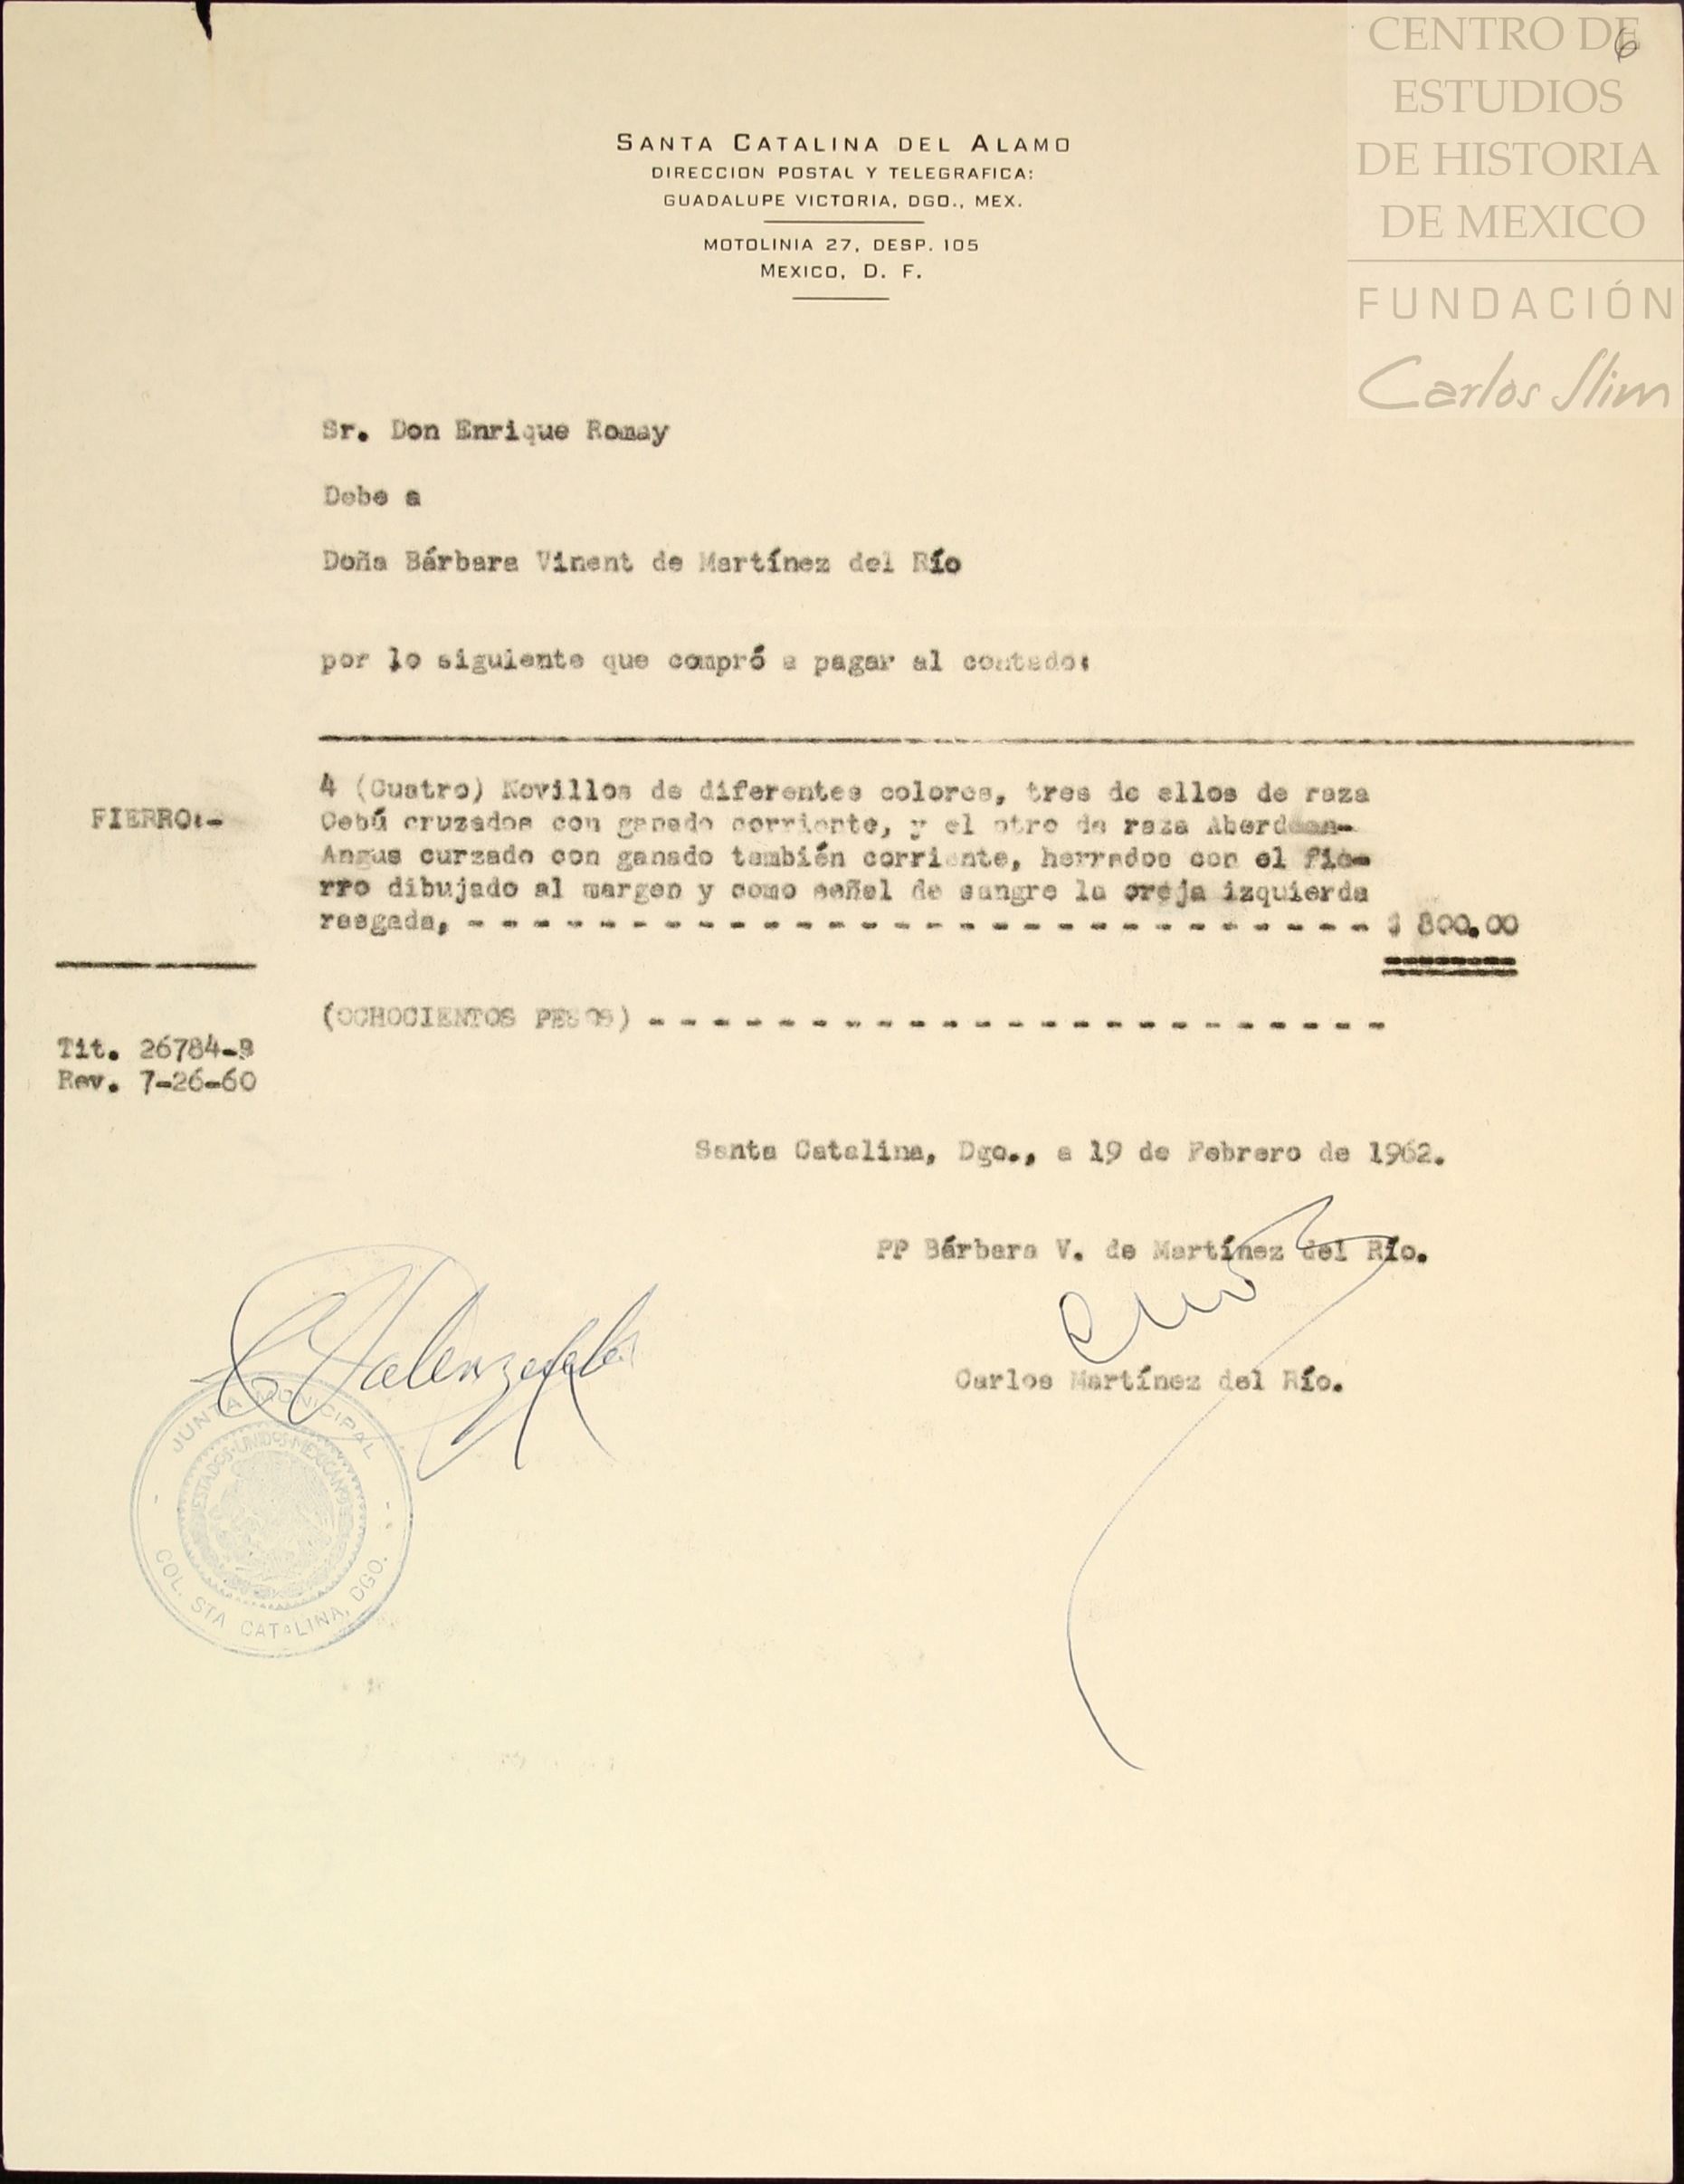 CENTRO DE
ESTUDIOS
DE HISTORIA
DE MEXICO
FUNDACIÓN
Carlos Slim
6
SANTA CATALINA DEL ALAMO
DIRECCION POSTAL Y TELEGRAFICA:
GUADALUPE VICTORIA, DGO., MEX.
MOTOLINIA 27, DESP. 105
MEXICO, D. F.
Sr. Don Enrique Romay
Debe a
Doña Bárbara Vinent de Martínez del Río
por lo siguiente que compró a pagar al contado:
FIERRO:-
4 (Cuatro) Novillos de diferentes colores, tres de ellos de raza
Cebú cruzados con ganado corriente, y el otro de raza Aberdean-
Angus curzado con ganado también corriente, herrados con el fie-
rro dibujado al margen y como señal de sangre la oreja izquierda
rasgada, - - - - - - - - - - - - - - - - - - - - - - - - - - - - $ 800.00
(OCHOCIENTOS PESOS) - - - - - - - - - - - - - - - - - - - - - - -
Tit. 26784-B
Rev. 7-26-60
Santa Catalina, Dgo., a 19 de Febrero de 1962.
PP Bárbara V. de Martínez del Río.
Carlos Martínez del Río.
Valenzuela
JUNTA MUNICIPAL
ESTADOS UNIDOS MEXICANOS
COL. STA CATALINA, DGO.